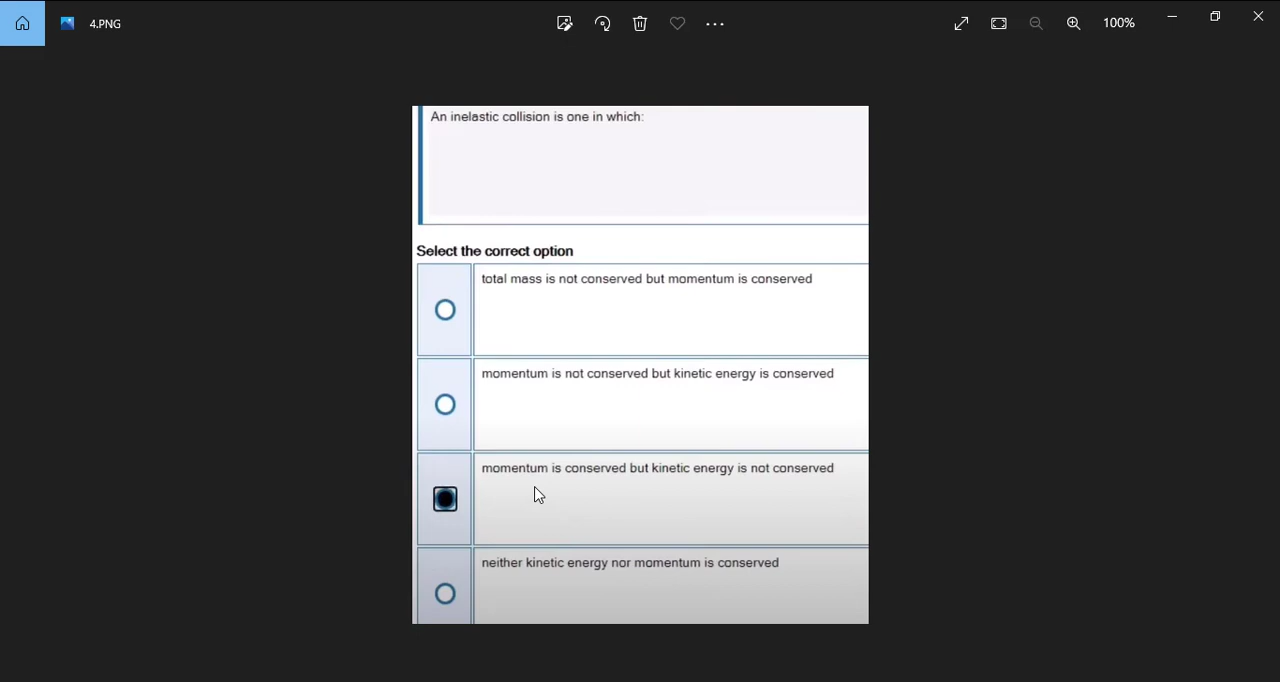 4.PNG
100%
An inelastic collision is one in which:
Select the correct option
total mass is not conserved but momentum is conserved
momentum is not conserved but kinetic energy is conserved
momentum is conserved but kinetic energy is not conserved
neither kinetic energy nor momentum is conserved